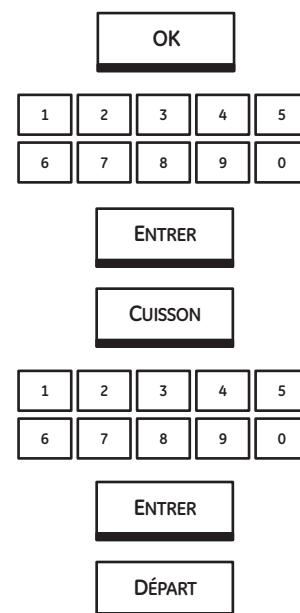 OK
1 2 3 4 5
6 7 8 9 0
ENTRER
CUISSON
1 2 3 4 5
6 7 8 9 0
ENTRER
DÉPART